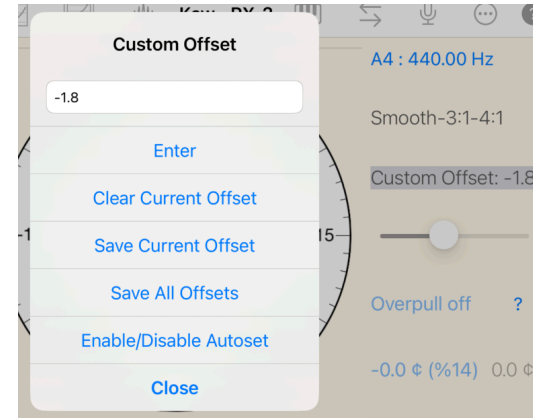 Custom Offset
-1.8
Enter
Clear Current Offset
Save Current Offset
Save All Offsets
Enable/Disable Autoset
Close
A4 : 440.00 Hz
Smooth-3:1-4:1
Custom Offset: -1.8
15
Overpull off ?
-0.0 ¢ (%14) 0.0 ¢